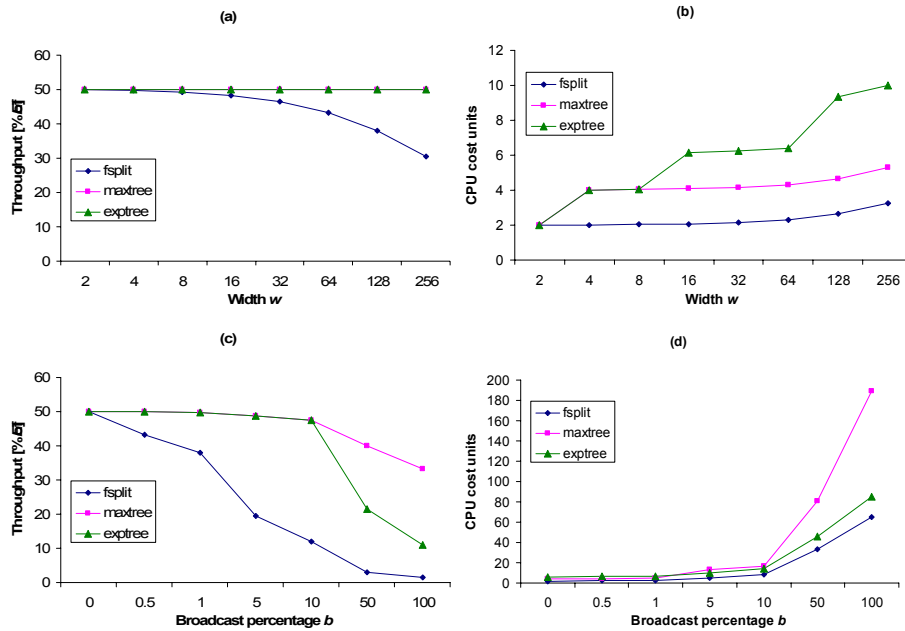 (a)
60
50
40
30
20
10
0
Throughput
fsplit
maxtree
exptree
2 4 8 16 32 64 128 256
Width w
(b)
12
10
8
6
4
2
0
CPU cost units
fsplit
maxtree
exptree
2 4 8 16 32 64 128 256
Width w
(c)
60
50
40
30
20
10
0
Throughput
fsplit
maxtree
exptree
0 0.5 1 5 10 50 100
Broadcast percentage b
(d)
200
180
160
140
120
100
80
60
40
20
0
CPU cost units
fsplit
maxtree
exptree
0 0.5 1 5 10 50 100
Broadcast percentage b